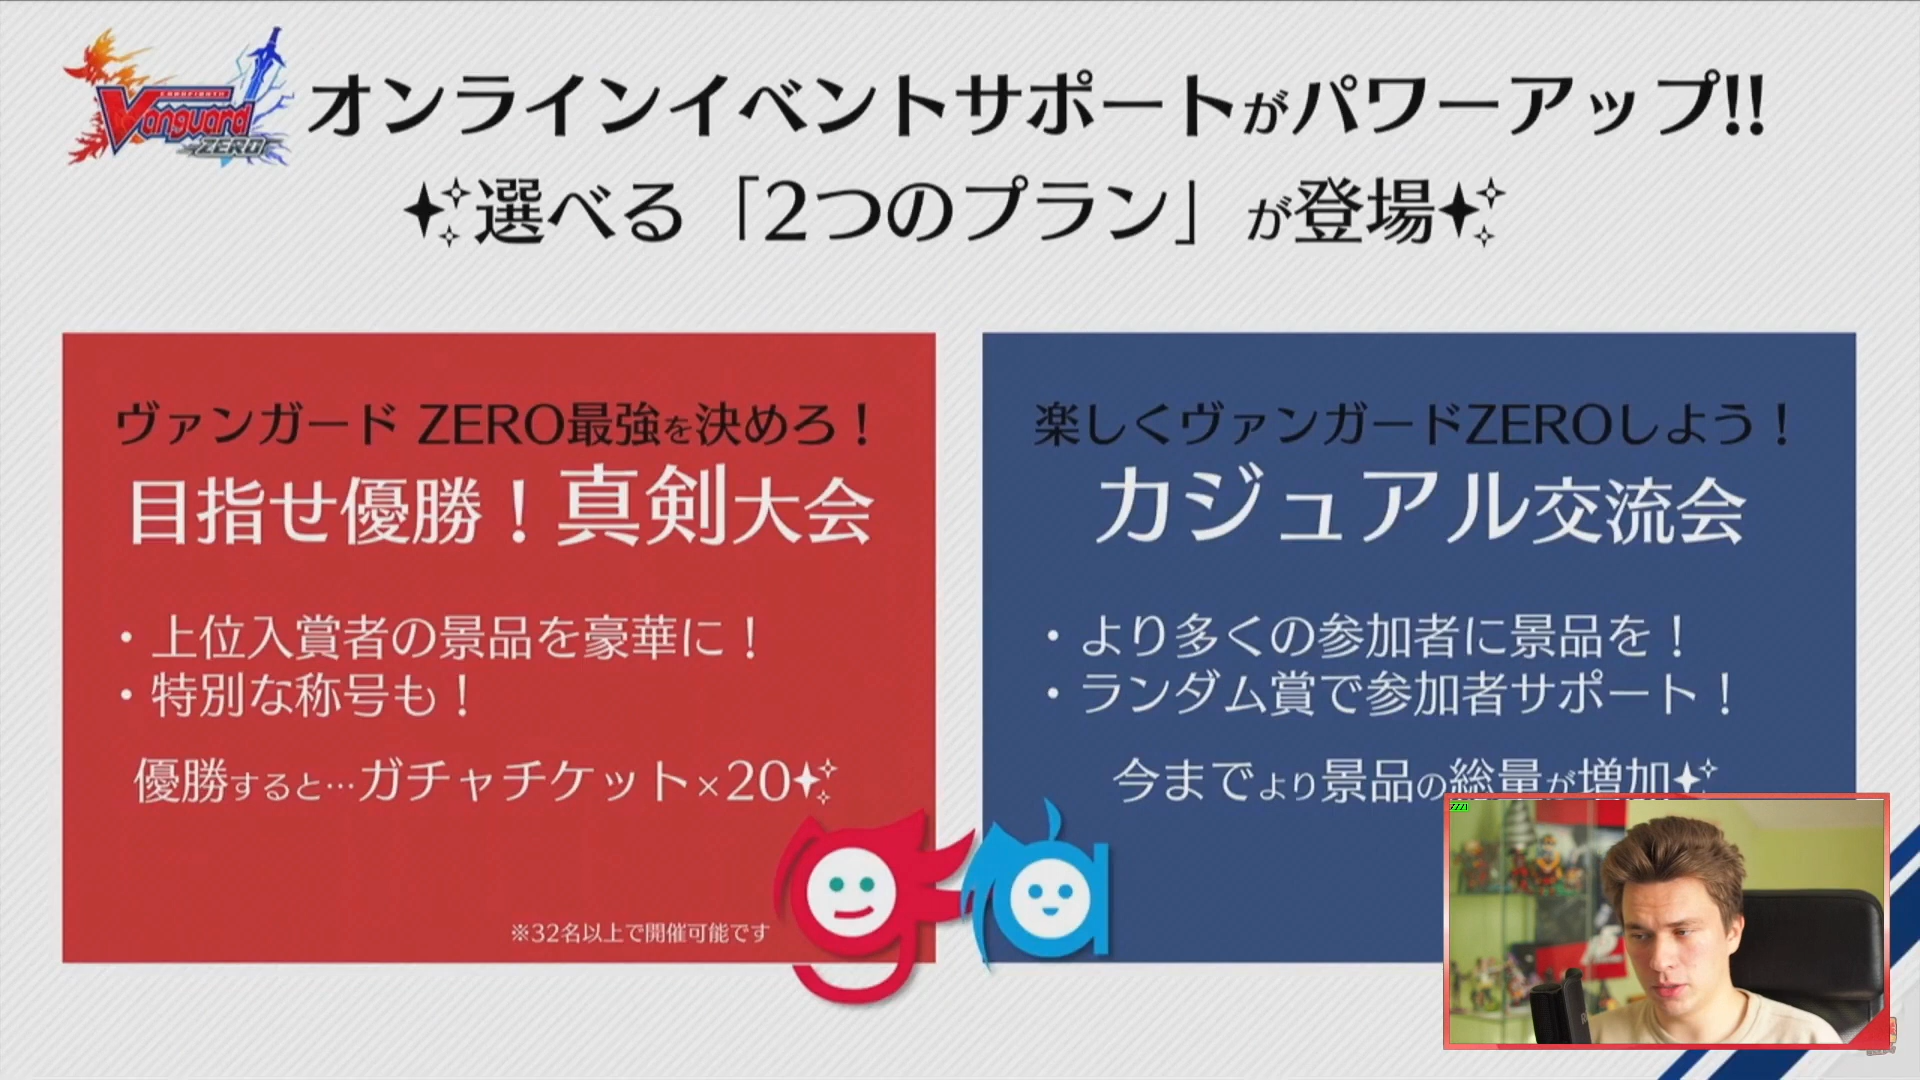 CARDFIGHT!!
Vanguard
ZERO
オンラインイベントサポートがパワーアップ!!
選べる「2つのプラン」が登場
ヴァンガード ZERO最強を決めろ！
目指せ優勝！真剣大会
・上位入賞者の景品を豪華に！
・特別な称号も！
優勝すると…ガチャチケット×20
※32名以上で開催可能です
楽しくヴァンガードZEROしよう！
カジュアル交流会
・より多くの参加者に景品を！
・ランダム賞で参加者サポート！
今までより景品の総量が増加